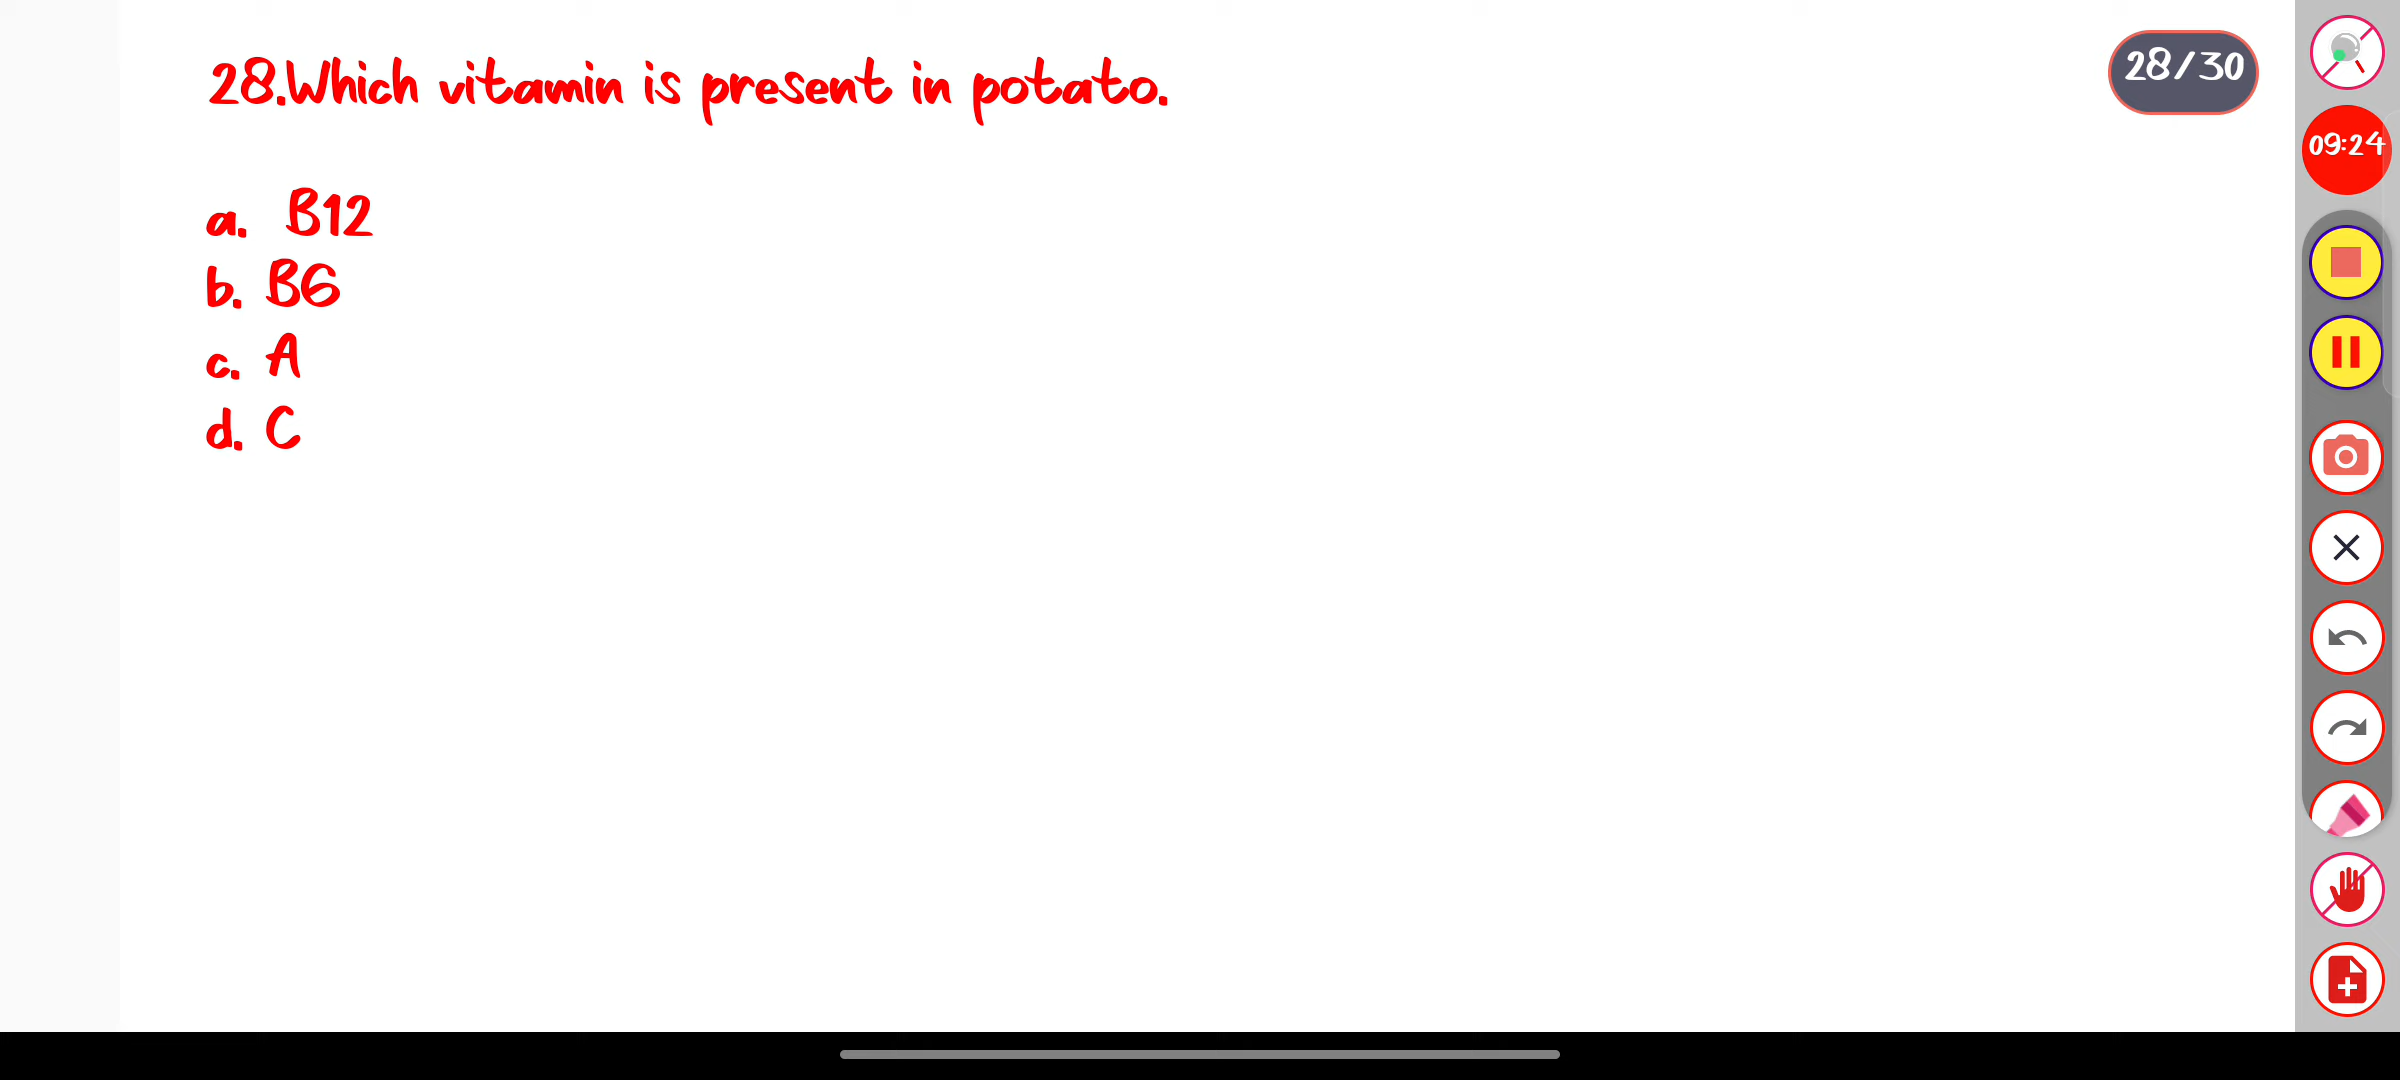 28.Which vitamin is present in potato.
28/30
09:24
a. B12
b. B6
c. A
d. C